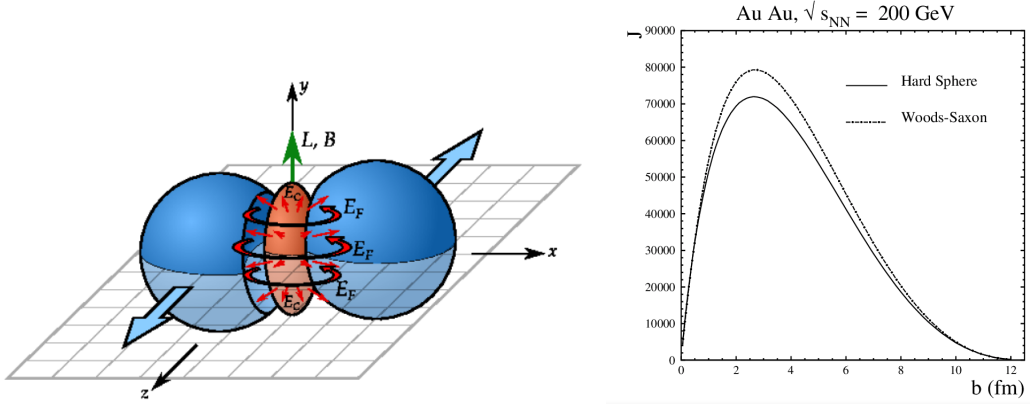 y
L, B
E_C
E_F
x
E_F
E_F
E_C
z
Au Au, √ s_NN = 200 GeV
J
90000
80000
70000
60000
50000
40000
30000
20000
10000
0
Hard Sphere
Woods-Saxon
0 2 4 6 8 10 12
b (fm)